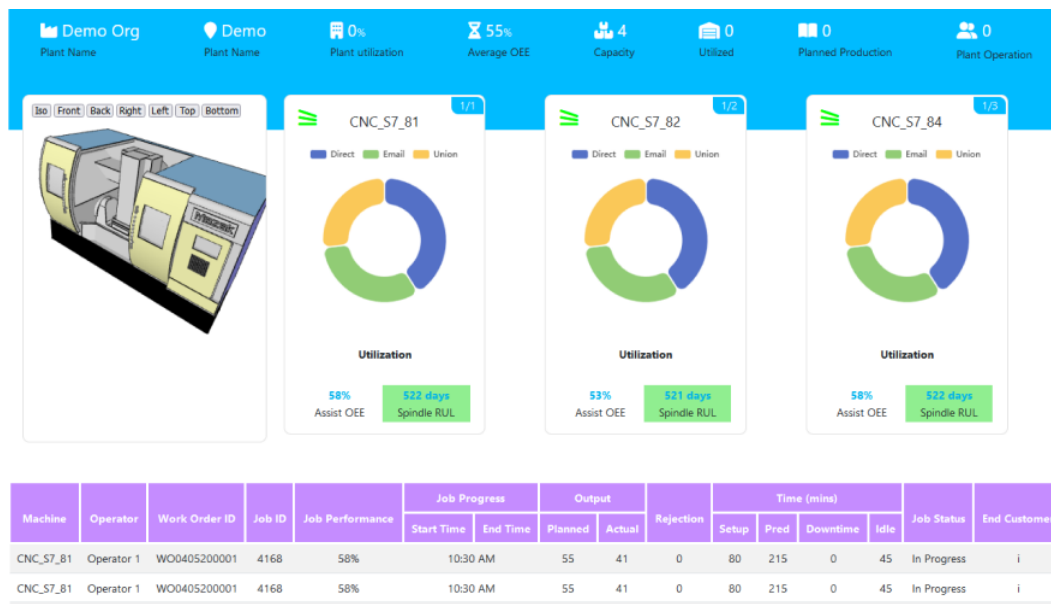 Demo Org
Plant Name
Demo
Plant Name
0%
Plant utilization
55%
Average OEE
4
Capacity
0
Utilized
0
Planned Production
0
Plant Operation
Iso Front Back Right Left Top Bottom
Mazak
1/1
CNC_S7_81
Direct Email Union
Utilization
58%
Assist OEE
522 days
Spindle RUL
1/2
CNC_S7_82
Direct Email Union
Utilization
53%
Assist OEE
521 days
Spindle RUL
1/3
CNC_S7_84
Direct Email Union
Utilization
58%
Assist OEE
522 days
Spindle RUL
Job Progress Output Time (mins)
Machine Operator Work Order ID Job ID Job Performance Rejection Job Status End Custome
Start Time End Time Planned Actual Setup Pred Downtime Idle
CNC_S7_81 Operator 1 WO0405200001 4168 58% 10:30 AM 55 41 0 80 215 0 45 In Progress i
CNC_S7_81 Operator 1 WO0405200001 4168 58% 10:30 AM 55 41 0 80 215 0 45 In Progress i